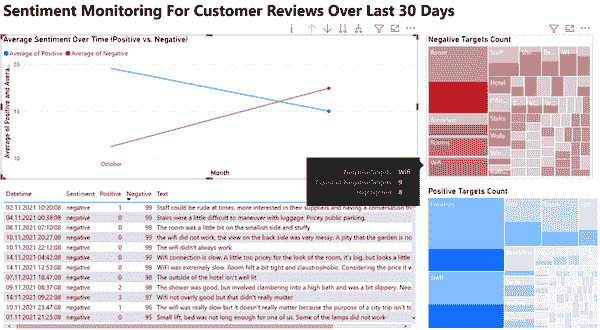 Sentiment Monitoring For Customer Reviews Over Last 30 Days
Average Sentiment Over Time (Positive vs. Negative)
Average of Positive Average of Negative
Average of Positive and Avera...
20
15
10
October
Month
Negative Targets Count
Room
Staff
Sho...
Be...
Wi...
Hotel
Breakfast
Rooms
Stairs
Walls
Wifi
NegativeTargets Wifi
Count of NegativeTargets 9
Highlighted 8
Positive Targets Count
Location
Staff
Room
Breakfast
Datetime Sentiment Positive Negative Text
02.11.2021 10:20:08 negative 1 99 Staff could be rude at times, more interested in their suppliers and having a conversation th
04.11.2021 00:38:08 negative 0 99 Stairs were a little difficult to maneuver with luggage. Pricey public parking.
08.11.2021 07:10:08 negative 0 99 The room was a little bit on the smallish side and stuffy
10.11.2021 20:27:08 negative 0 99 the wifi did not work, the view on the back side was very messy. A pity that the garden is no
10.11.2021 22:12:08 negative 0 99 The wifi didn't always work
14.11.2021 04:42:08 negative 0 99 Wifi connection is slow. A little too pricey for the look of the room, it's big, but looks a little
14.11.2021 12:53:08 negative 0 99 WiFi was extremely slow. Room felt a bit tight and claustrophobic. Considering the price it w
07.11.2021 18:47:08 negative 0 98 The outside of the hotel isn't well lit
09.11.2021 08:37:08 negative 2 98 The shower was good, but involved clambering into a high bath and was a bit slippery. Nee
14.11.2021 09:22:08 negative 3 97 Wifi not overly good but that didn't really matter
10.11.2021 23:47:08 negative 1 96 The wifi was really slow but it doesn't really matter because the purpose of a city trip isn't to
01.11.2021 21:23:08 negative 0 95 Small lift, bed was not long enough for one of us. Some of the lamps did not work-